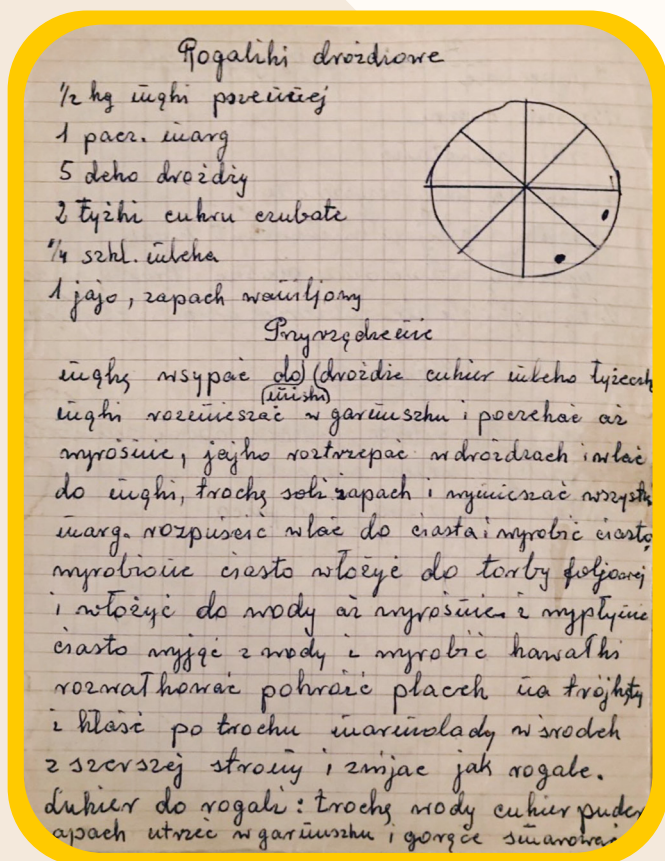 Rogaliki drożdiowe
1/2 kg mąki pszennej
1 pacz. marg
5 deko drożdży
2 łyżki cukru czubate
1/4 szkl. mleka
1 jajo, zapach waniljowy
Przyrządzenie
mąkę wsypać do (drożdże cukier mleko łyżeczk
(miski)
mąki rozmieszać w garnuszku i poczekać aż
wyrośnie, jajko roztrzepać w drożdżach i wlać
do mąki, trochę soli zapach i wymieszać wszystk
marg. rozpuścić wlać do ciasta i wyrobić ciasto,
wyrobione ciasto włożyć do torby foljowej
i włożyć do wody aż wyrośnie i wypłynie
ciasto wyjąć z wody i wyrobić kawałki
rozwałkować pokroić placek na trójkąty
i kłaść po trochu marmolady w środek
z szerszej strony i zwijać jak rogale.
Lukier do rogali: trochę wody cukier puder
apach utrzeć w garnuszku i gorące smarować